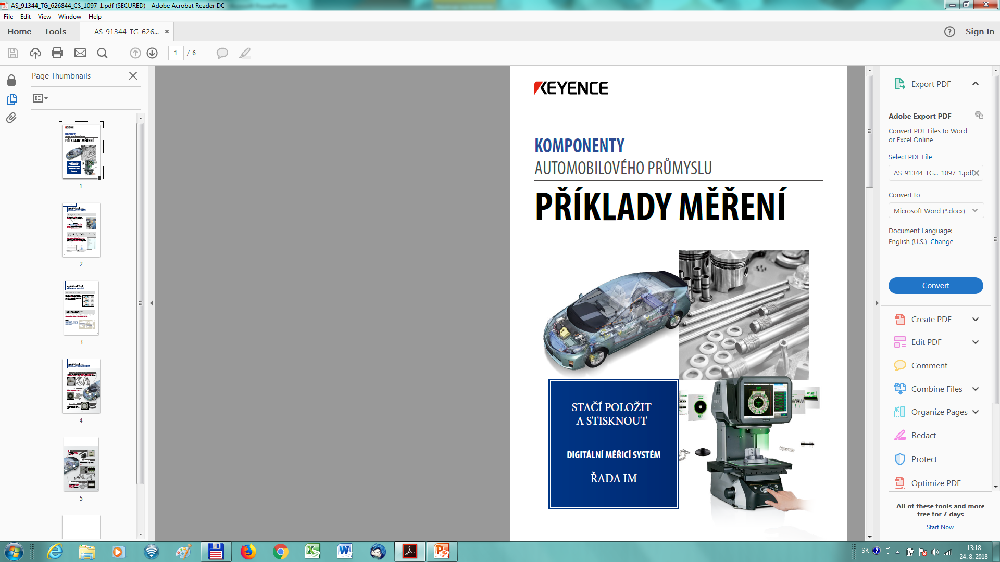 AS_91344_TG_626844_CS_1097-1.pdf (SECURED) - Adobe Acrobat Reader DC
File Edit View Window Help
Home Tools AS_91344_TG_626... × Sign In
1 / 6
Page Thumbnails
1
2
3
4
5
KEYENCE
KOMPONENTY
AUTOMOBILOVÉHO PRŮMYSLU
PŘÍKLADY MĚŘENÍ
STAČÍ POLOŽIT
A STISKNOUT
DIGITÁLNÍ MĚŘICÍ SYSTÉM
ŘADA IM
Export PDF
Adobe Export PDF
Convert PDF Files to Word
or Excel Online
Select PDF File
AS_91344_TG..._1097-1.pdf
Convert to
Microsoft Word (*.docx)
Document Language:
English (U.S.) Change
Convert
Create PDF
Edit PDF
Comment
Combine Files
Organize Pages
Redact
Protect
Optimize PDF
All of these tools and more
free for 7 days
Start Now
SK
13:18
24. 8. 2018